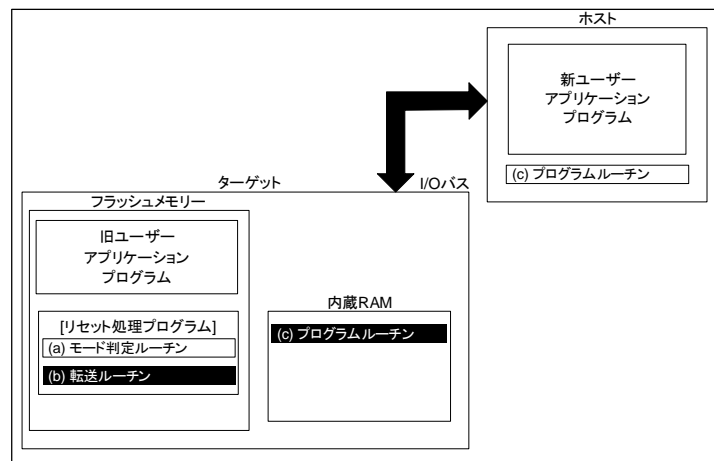 ホスト
新ユーザー
アプリケーション
プログラム
(c) プログラムルーチン
ターゲット
I/Oバス
フラッシュメモリー
旧ユーザー
アプリケーション
プログラム
[リセット処理プログラム]
(a) モード判定ルーチン
(b) 転送ルーチン
内蔵RAM
(c) プログラムルーチン